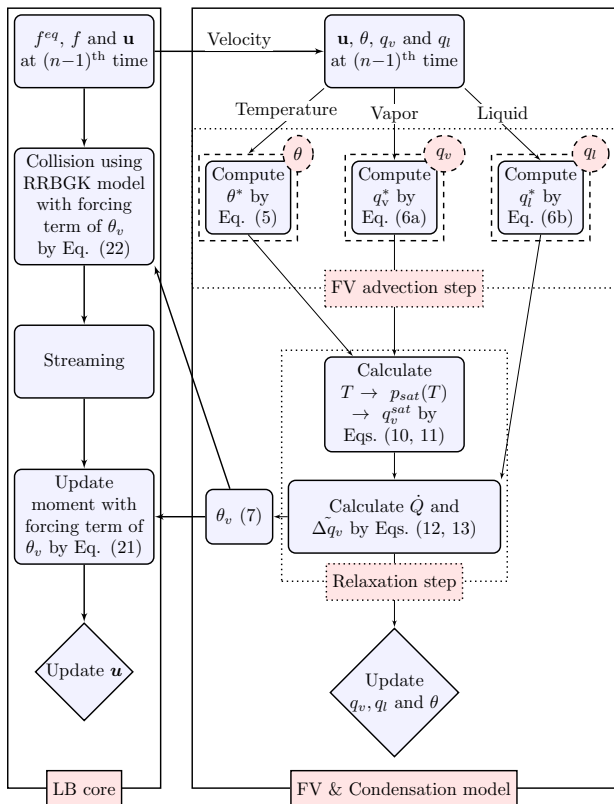 f^{eq}, f and u
at (n−1)^{th} time
Velocity
u, θ, q_v and q_l
at (n−1)^{th} time
Temperature
Vapor
Liquid
θ
q_v
q_l
Collision using
RRBGK model
with forcing
term of θ_v
by Eq. (22)
Compute
θ* by
Eq. (5)
Compute
q_v^* by
Eq. (6a)
Compute
q_l^* by
Eq. (6b)
FV advection step
Streaming
Calculate
T → p_{sat}(T)
→ q_v^{sat} by
Eqs. (10, 11)
Update
moment with
forcing term of
θ_v by Eq. (21)
θ_v (7)
Calculate Q̇ and
Δ̃q_v by Eqs. (12, 13)
Relaxation step
Update u
Update
q_v, q_l and θ
LB core
FV & Condensation model